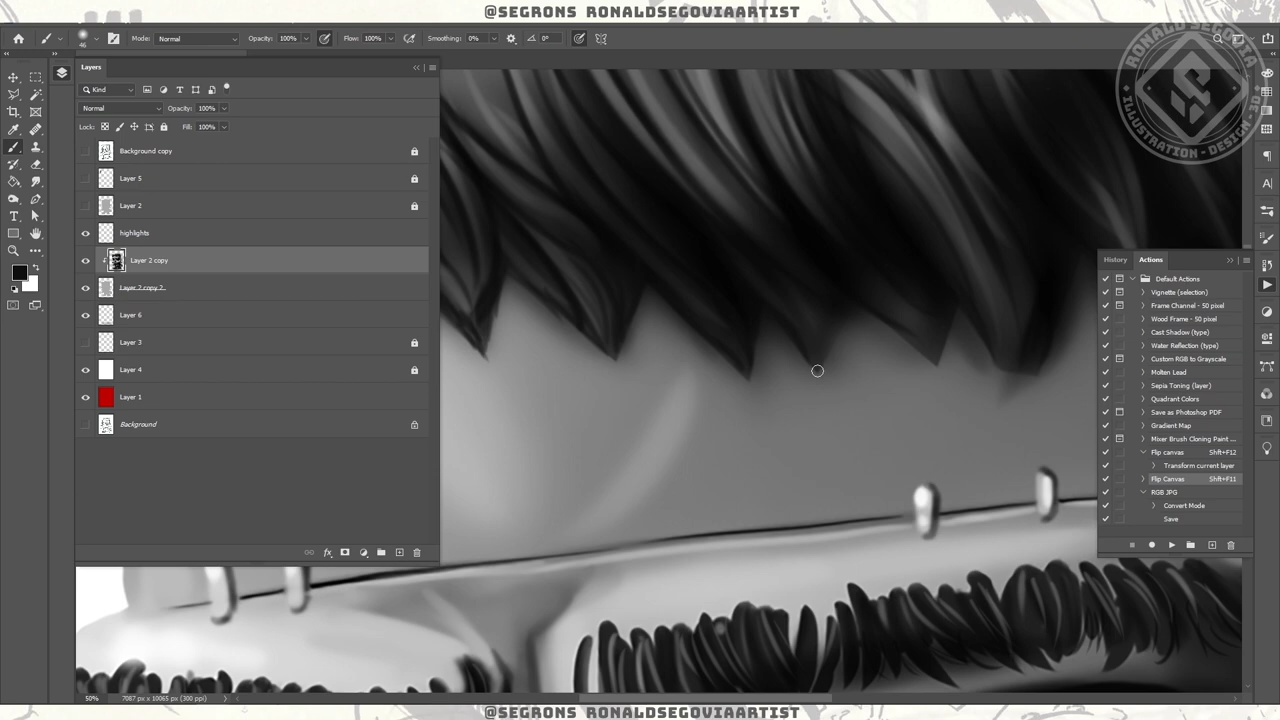 @SEGRONS RONALDSEGOVIAARTIST
46
Mode: Normal Opacity: 100% Flow: 100% Smoothing: 0% 0°
RONALD SEGOVIA
ILLUSTRATION - DESIGN - 3D
Layers
Kind
Normal Opacity: 100%
Lock: Fill: 100%
Background copy
Layer 5
Layer 2
highlights
Layer 2 copy
Layer 2 copy 2
Layer 6
Layer 3
Layer 4
Layer 1
Background
History Actions
Default Actions
Vignette (selection)
Frame Channel - 50 pixel
Wood Frame - 50 pixel
Cast Shadow (type)
Water Reflection (type)
Custom RGB to Grayscale
Molten Lead
Sepia Toning (layer)
Quadrant Colors
Save as Photoshop PDF
Gradient Map
Mixer Brush Cloning Paint ...
Flip canvas Shft+F12
Transform current layer
Flip Canvas Shft+F11
RGB JPG
Convert Mode
Save
50% 7087 px x 10065 px (300 ppi)
@SEGRONS RONALDSEGOVIAARTIST